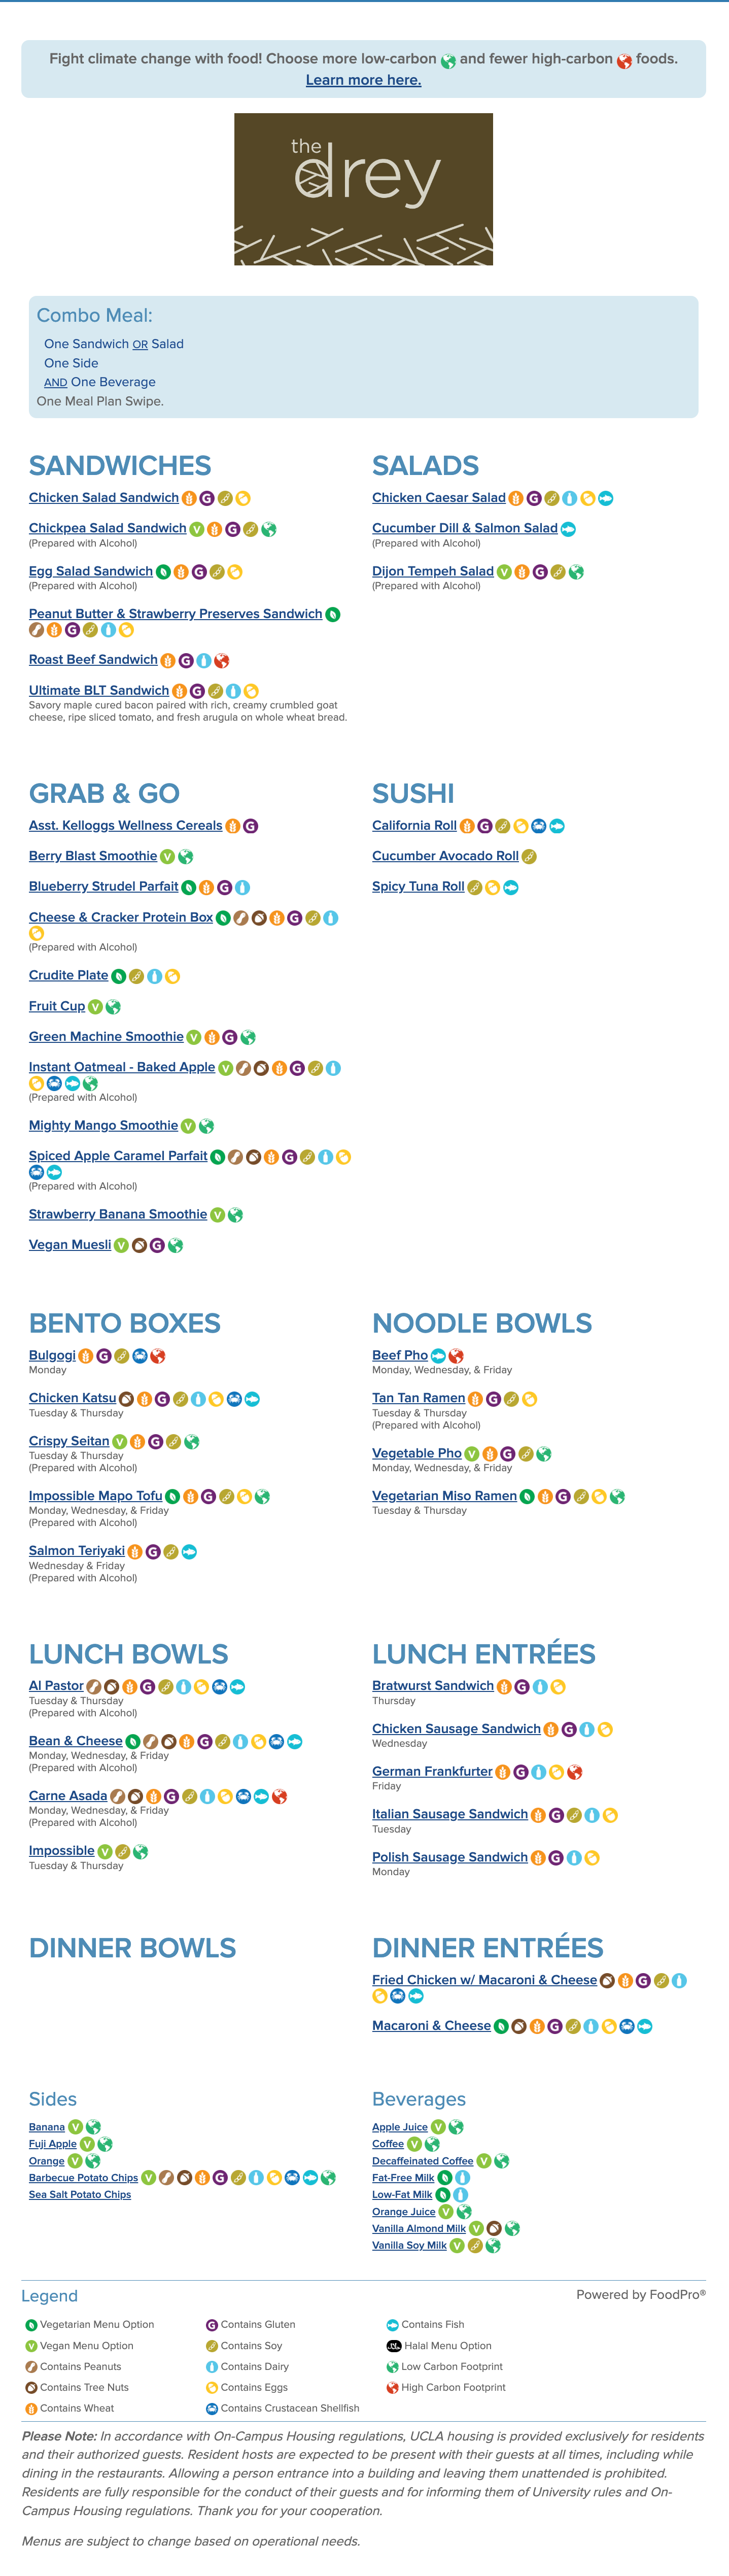 Fight climate change with food! Choose more low-carbon and fewer high-carbon foods.
Learn more here.
the
drey
Combo Meal:
One Sandwich OR Salad
One Side
AND One Beverage
One Meal Plan Swipe.
SANDWICHES
Chicken Salad Sandwich
Chickpea Salad Sandwich
(Prepared with Alcohol)
Egg Salad Sandwich
(Prepared with Alcohol)
Peanut Butter & Strawberry Preserves Sandwich
Roast Beef Sandwich
Ultimate BLT Sandwich
Savory maple cured bacon paired with rich, creamy crumbled goat
cheese, ripe sliced tomato, and fresh arugula on whole wheat bread.
SALADS
Chicken Caesar Salad
Cucumber Dill & Salmon Salad
(Prepared with Alcohol)
Dijon Tempeh Salad
(Prepared with Alcohol)
GRAB & GO
Asst. Kelloggs Wellness Cereals
Berry Blast Smoothie
Blueberry Strudel Parfait
Cheese & Cracker Protein Box
(Prepared with Alcohol)
Crudite Plate
Fruit Cup
Green Machine Smoothie
Instant Oatmeal - Baked Apple
(Prepared with Alcohol)
Mighty Mango Smoothie
Spiced Apple Caramel Parfait
(Prepared with Alcohol)
Strawberry Banana Smoothie
Vegan Muesli
SUSHI
California Roll
Cucumber Avocado Roll
Spicy Tuna Roll
BENTO BOXES
Bulgogi
Monday
Chicken Katsu
Tuesday & Thursday
Crispy Seitan
Tuesday & Thursday
(Prepared with Alcohol)
Impossible Mapo Tofu
Monday, Wednesday, & Friday
(Prepared with Alcohol)
Salmon Teriyaki
Wednesday & Friday
(Prepared with Alcohol)
NOODLE BOWLS
Beef Pho
Monday, Wednesday, & Friday
Tan Tan Ramen
Tuesday & Thursday
(Prepared with Alcohol)
Vegetable Pho
Monday, Wednesday, & Friday
Vegetarian Miso Ramen
Tuesday & Thursday
LUNCH BOWLS
Al Pastor
Tuesday & Thursday
(Prepared with Alcohol)
Bean & Cheese
Monday, Wednesday, & Friday
(Prepared with Alcohol)
Carne Asada
Monday, Wednesday, & Friday
(Prepared with Alcohol)
Impossible
Tuesday & Thursday
LUNCH ENTRÉES
Bratwurst Sandwich
Thursday
Chicken Sausage Sandwich
Wednesday
German Frankfurter
Friday
Italian Sausage Sandwich
Tuesday
Polish Sausage Sandwich
Monday
DINNER BOWLS
DINNER ENTRÉES
Fried Chicken w/ Macaroni & Cheese
Macaroni & Cheese
Sides
Banana
Fuji Apple
Orange
Barbecue Potato Chips
Sea Salt Potato Chips
Beverages
Apple Juice
Coffee
Decaffeinated Coffee
Fat-Free Milk
Low-Fat Milk
Orange Juice
Vanilla Almond Milk
Vanilla Soy Milk
Legend
Powered by FoodPro®
Vegetarian Menu Option
Vegan Menu Option
Contains Peanuts
Contains Tree Nuts
Contains Wheat
Contains Gluten
Contains Soy
Contains Dairy
Contains Eggs
Contains Crustacean Shellfish
Contains Fish
Halal Menu Option
Low Carbon Footprint
High Carbon Footprint
Please Note: In accordance with On-Campus Housing regulations, UCLA housing is provided exclusively for residents
and their authorized guests. Resident hosts are expected to be present with their guests at all times, including while
dining in the restaurants. Allowing a person entrance into a building and leaving them unattended is prohibited.
Residents are fully responsible for the conduct of their guests and for informing them of University rules and On-
Campus Housing regulations. Thank you for your cooperation.
Menus are subject to change based on operational needs.